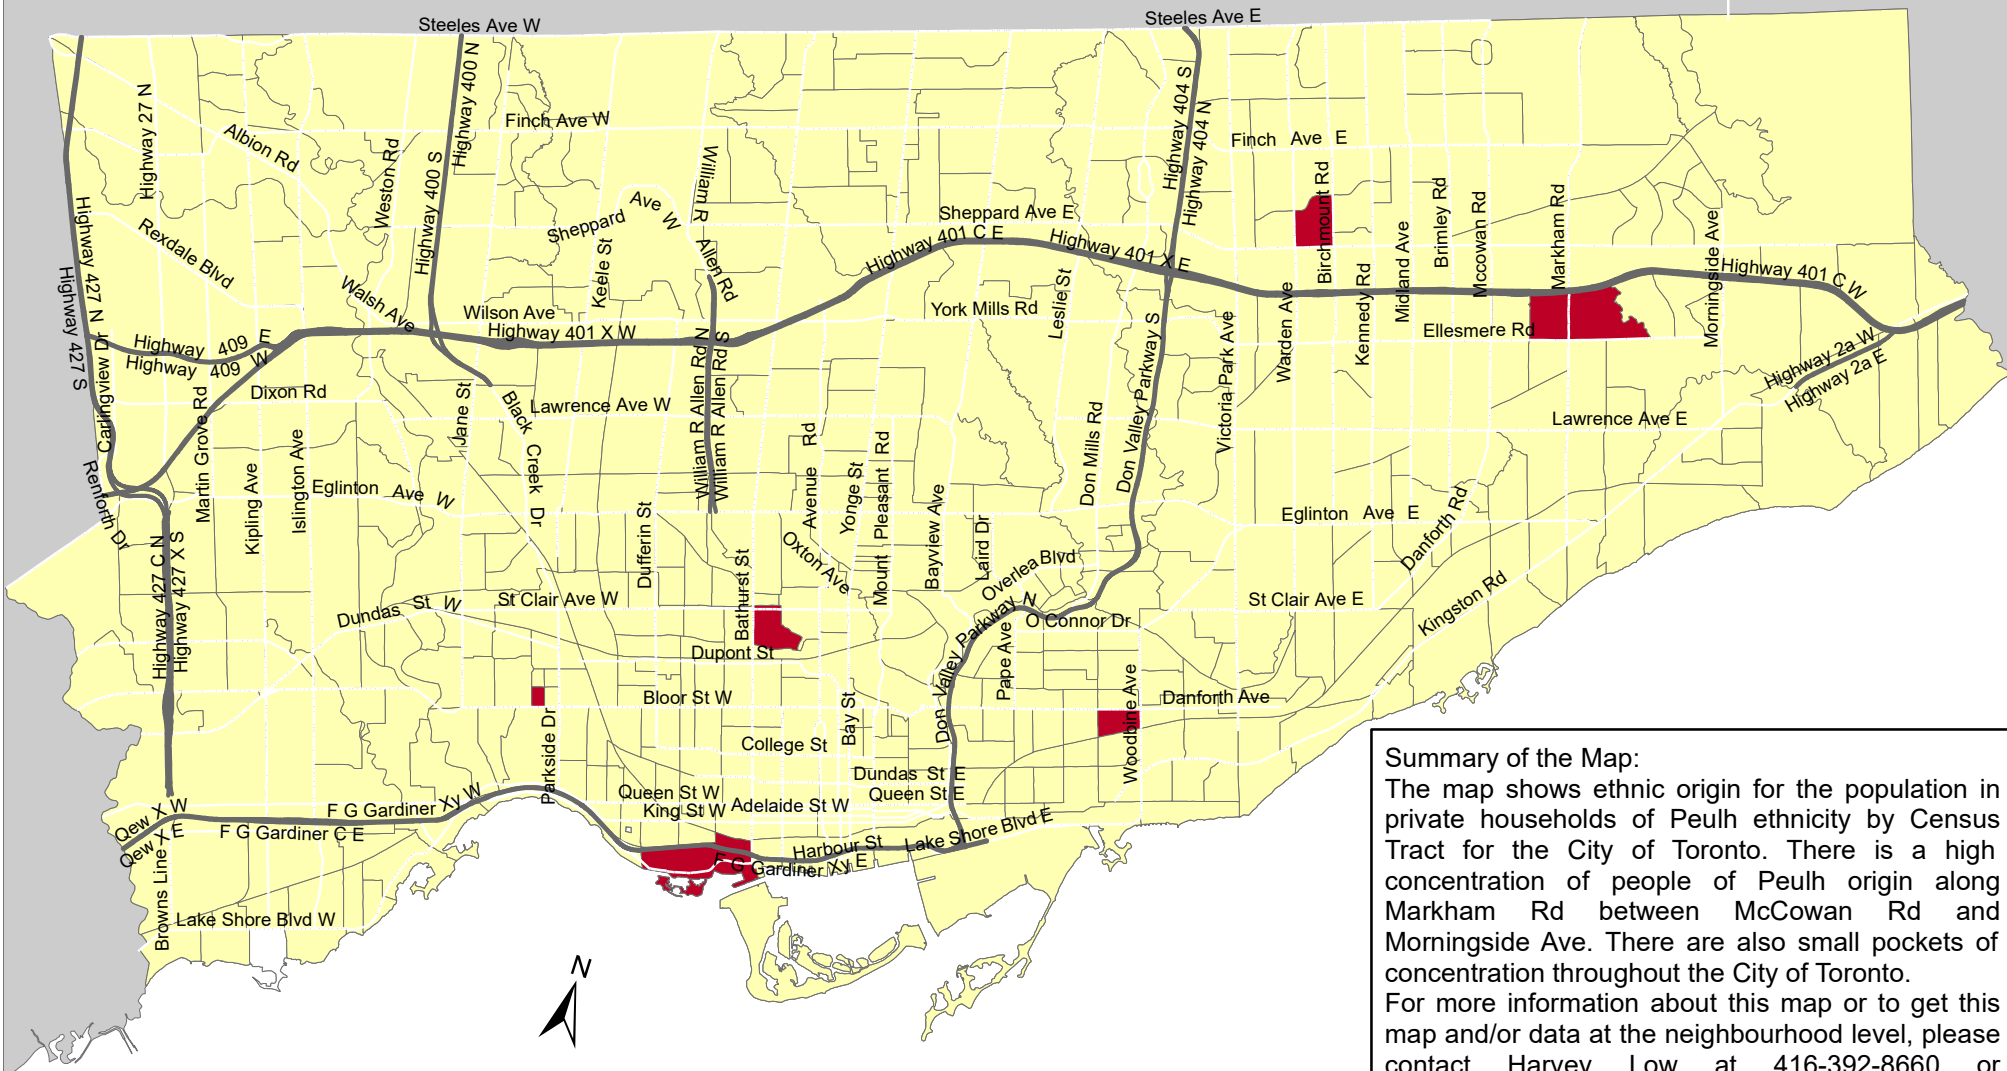 Steeles Ave W
Steeles Ave E
Highway 27 N
Albion Rd
Weston Rd
Highway 400 N
Highway 400 S
Finch Ave W
William R
Allen Rd
Sheppard Ave W
Keele St
Highway 404 S
Highway 404 N
Finch Ave E
Birchmount Rd
Sheppard Ave E
Highway 401 C E
Highway 401 X E
Midland Ave
Brimley Rd
Mccowan Rd
Markham Rd
Morningside Ave
Highway 401 C W
Highway 427 N
Highway 427 S
Rexdale Blvd
Walsh Ave
Wilson Ave
Highway 401 X W
York Mills Rd
Leslie St
Warden Ave
Kennedy Rd
Ellesmere Rd
Highway 2a W
Highway 2a E
Highway 409 E
Highway 409 W
Carlingview Dr
Dixon Rd
Martin Grove Rd
Jane St
Black Creek Dr
Lawrence Ave W
William R Allen Rd N
William R Allen Rd S
Avenue Rd
Don Mills Rd
Don Valley Parkway S
Victoria Park Ave
Lawrence Ave E
Renforth Dr
Kipling Ave
Islington Ave
Eglinton Ave W
Dufferin St
Yonge St
Mount Pleasant Rd
Bayview Ave
Laird Dr
Eglinton Ave E
Danforth Rd
Highway 427 C N
Highway 427 X S
Oxton Ave
Overlea Blvd
Dundas St W
St Clair Ave W
Bathurst St
Don Valley Parkway N
O Connor Dr
St Clair Ave E
Kingston Rd
Dupont St
Pape Ave
Bloor St W
Woodbine Ave
Danforth Ave
Parkside Dr
Bay St
College St
Dundas St E
Queen St E
Queen St W
King St W
Adelaide St W
Qew X W
Qew X E
F G Gardiner Xy W
F G Gardiner C E
Harbour St
Lake Shore Blvd E
F G Gardiner Xy E
Browns Line
Lake Shore Blvd W
N
Summary of the Map:
The map shows ethnic origin for the population in
private households of Peulh ethnicity by Census
Tract for the City of Toronto. There is a high
concentration of people of Peulh origin along
Markham Rd between McCowan Rd and
Morningside Ave. There are also small pockets of
concentration throughout the City of Toronto.
For more information about this map or to get this
map and/or data at the neighbourhood level, please
contact Harvey Low at 416-392-8660 or